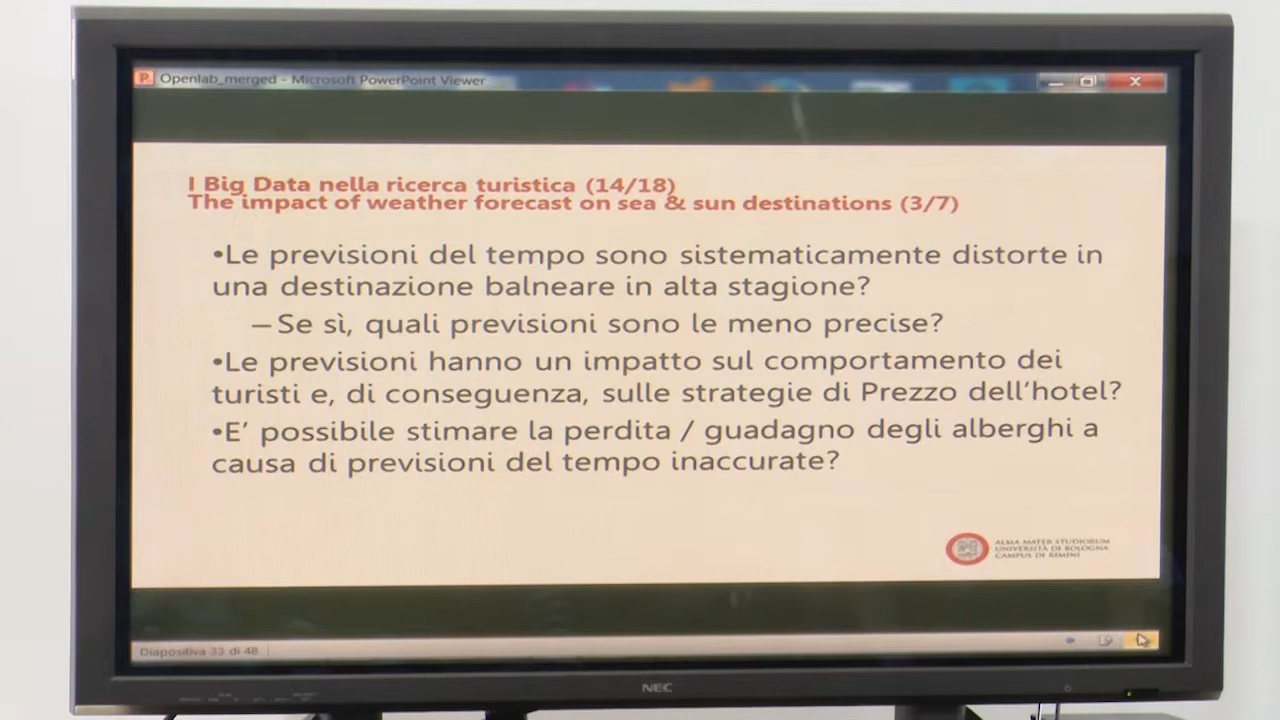 Openlab_merged - Microsoft PowerPoint Viewer
I Big Data nella ricerca turistica (14/18)
The impact of weather forecast on sea & sun destinations (3/7)
•Le previsioni del tempo sono sistematicamente distorte in
una destinazione balneare in alta stagione?
– Se sì, quali previsioni sono le meno precise?
•Le previsioni hanno un impatto sul comportamento dei
turisti e, di conseguenza, sulle strategie di Prezzo dell'hotel?
•E' possibile stimare la perdita / guadagno degli alberghi a
causa di previsioni del tempo inaccurate?
ALMA MATER STUDIORUM
UNIVERSITÀ DI BOLOGNA
CAMPUS DI RIMINI
Diapositiva 33 di 48
NEC